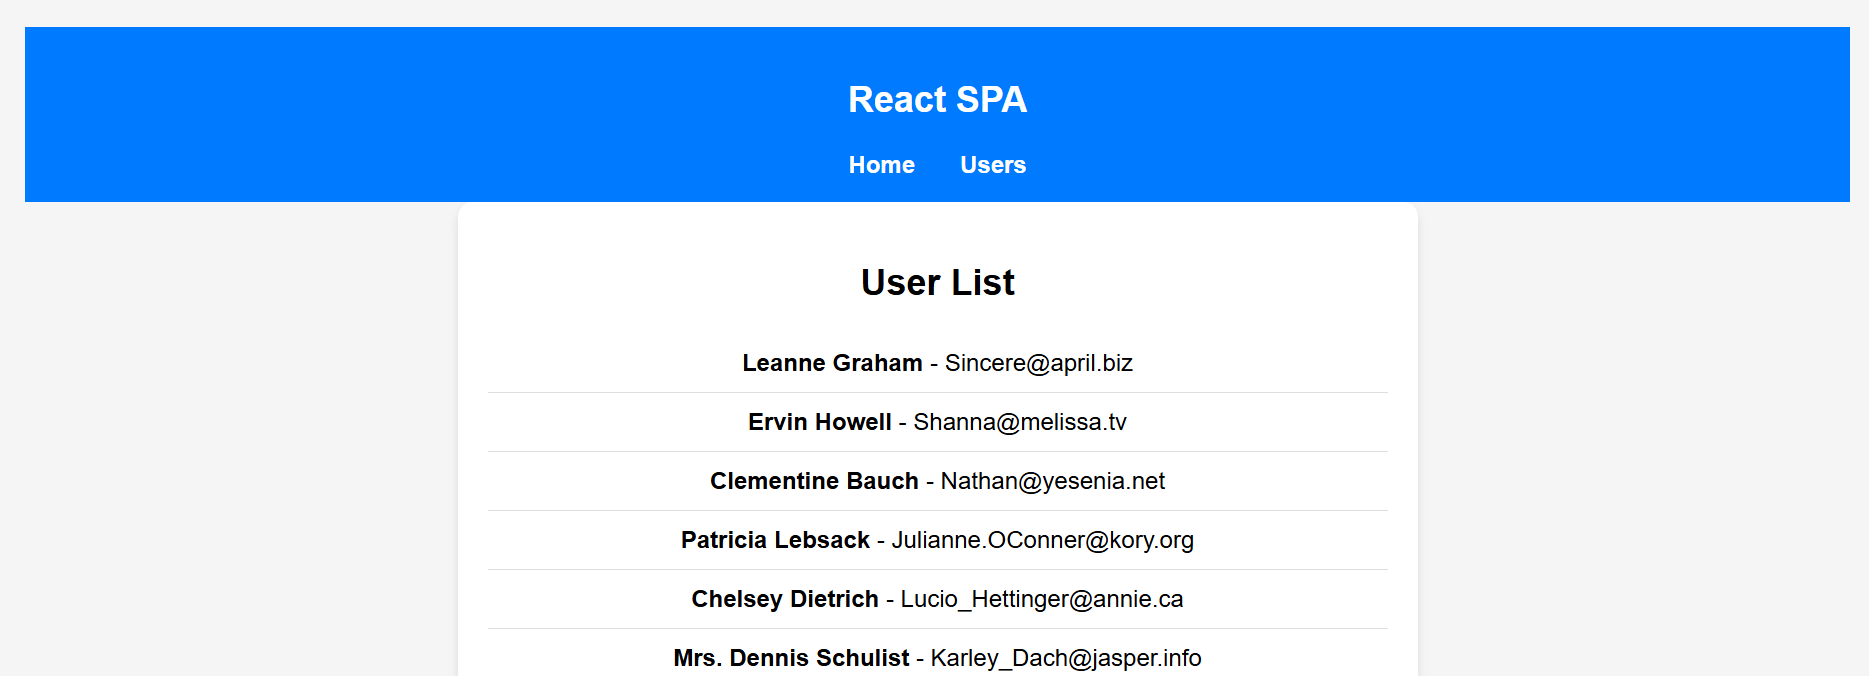 React SPA
Home Users
User List
Leanne Graham - Sincere@april.biz
Ervin Howell - Shanna@melissa.tv
Clementine Bauch - Nathan@yesenia.net
Patricia Lebsack - Julianne.OConner@kory.org
Chelsey Dietrich - Lucio_Hettinger@annie.ca
Mrs. Dennis Schulist - Karley_Dach@jasper.info